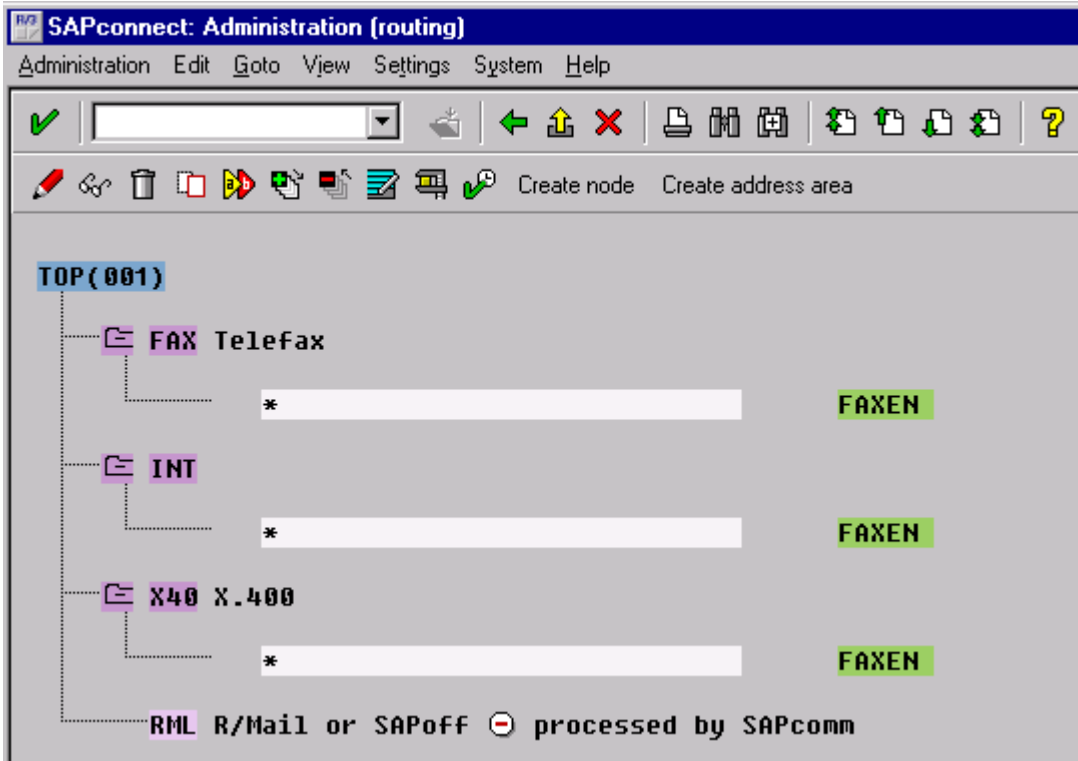 SAPconnect: Administration (routing)
Administration Edit Goto View Settings System Help
Create node Create address area
TOP(001)
FAX Telefax
* FAXEN
INT
* FAXEN
X40 X.400
* FAXEN
RML R/Mail or SAPoff processed by SAPcomm